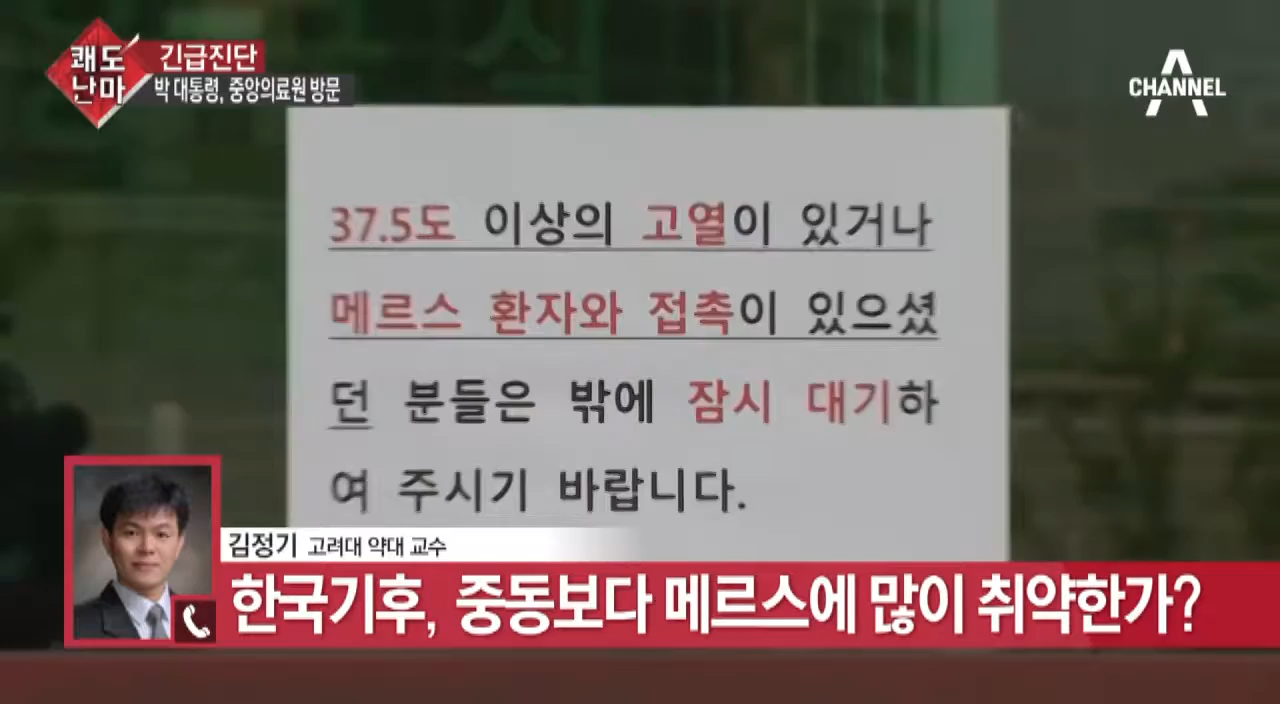 쾌도
난마
긴급진단
박 대통령, 중앙의료원 방문
CHANNEL A
37.5도 이상의 고열이 있거나
메르스 환자와 접촉이 있으셨
던 분들은 밖에 잠시 대기하
여 주시기 바랍니다.
김정기 고려대 약대 교수
한국기후, 중동보다 메르스에 많이 취약한가?